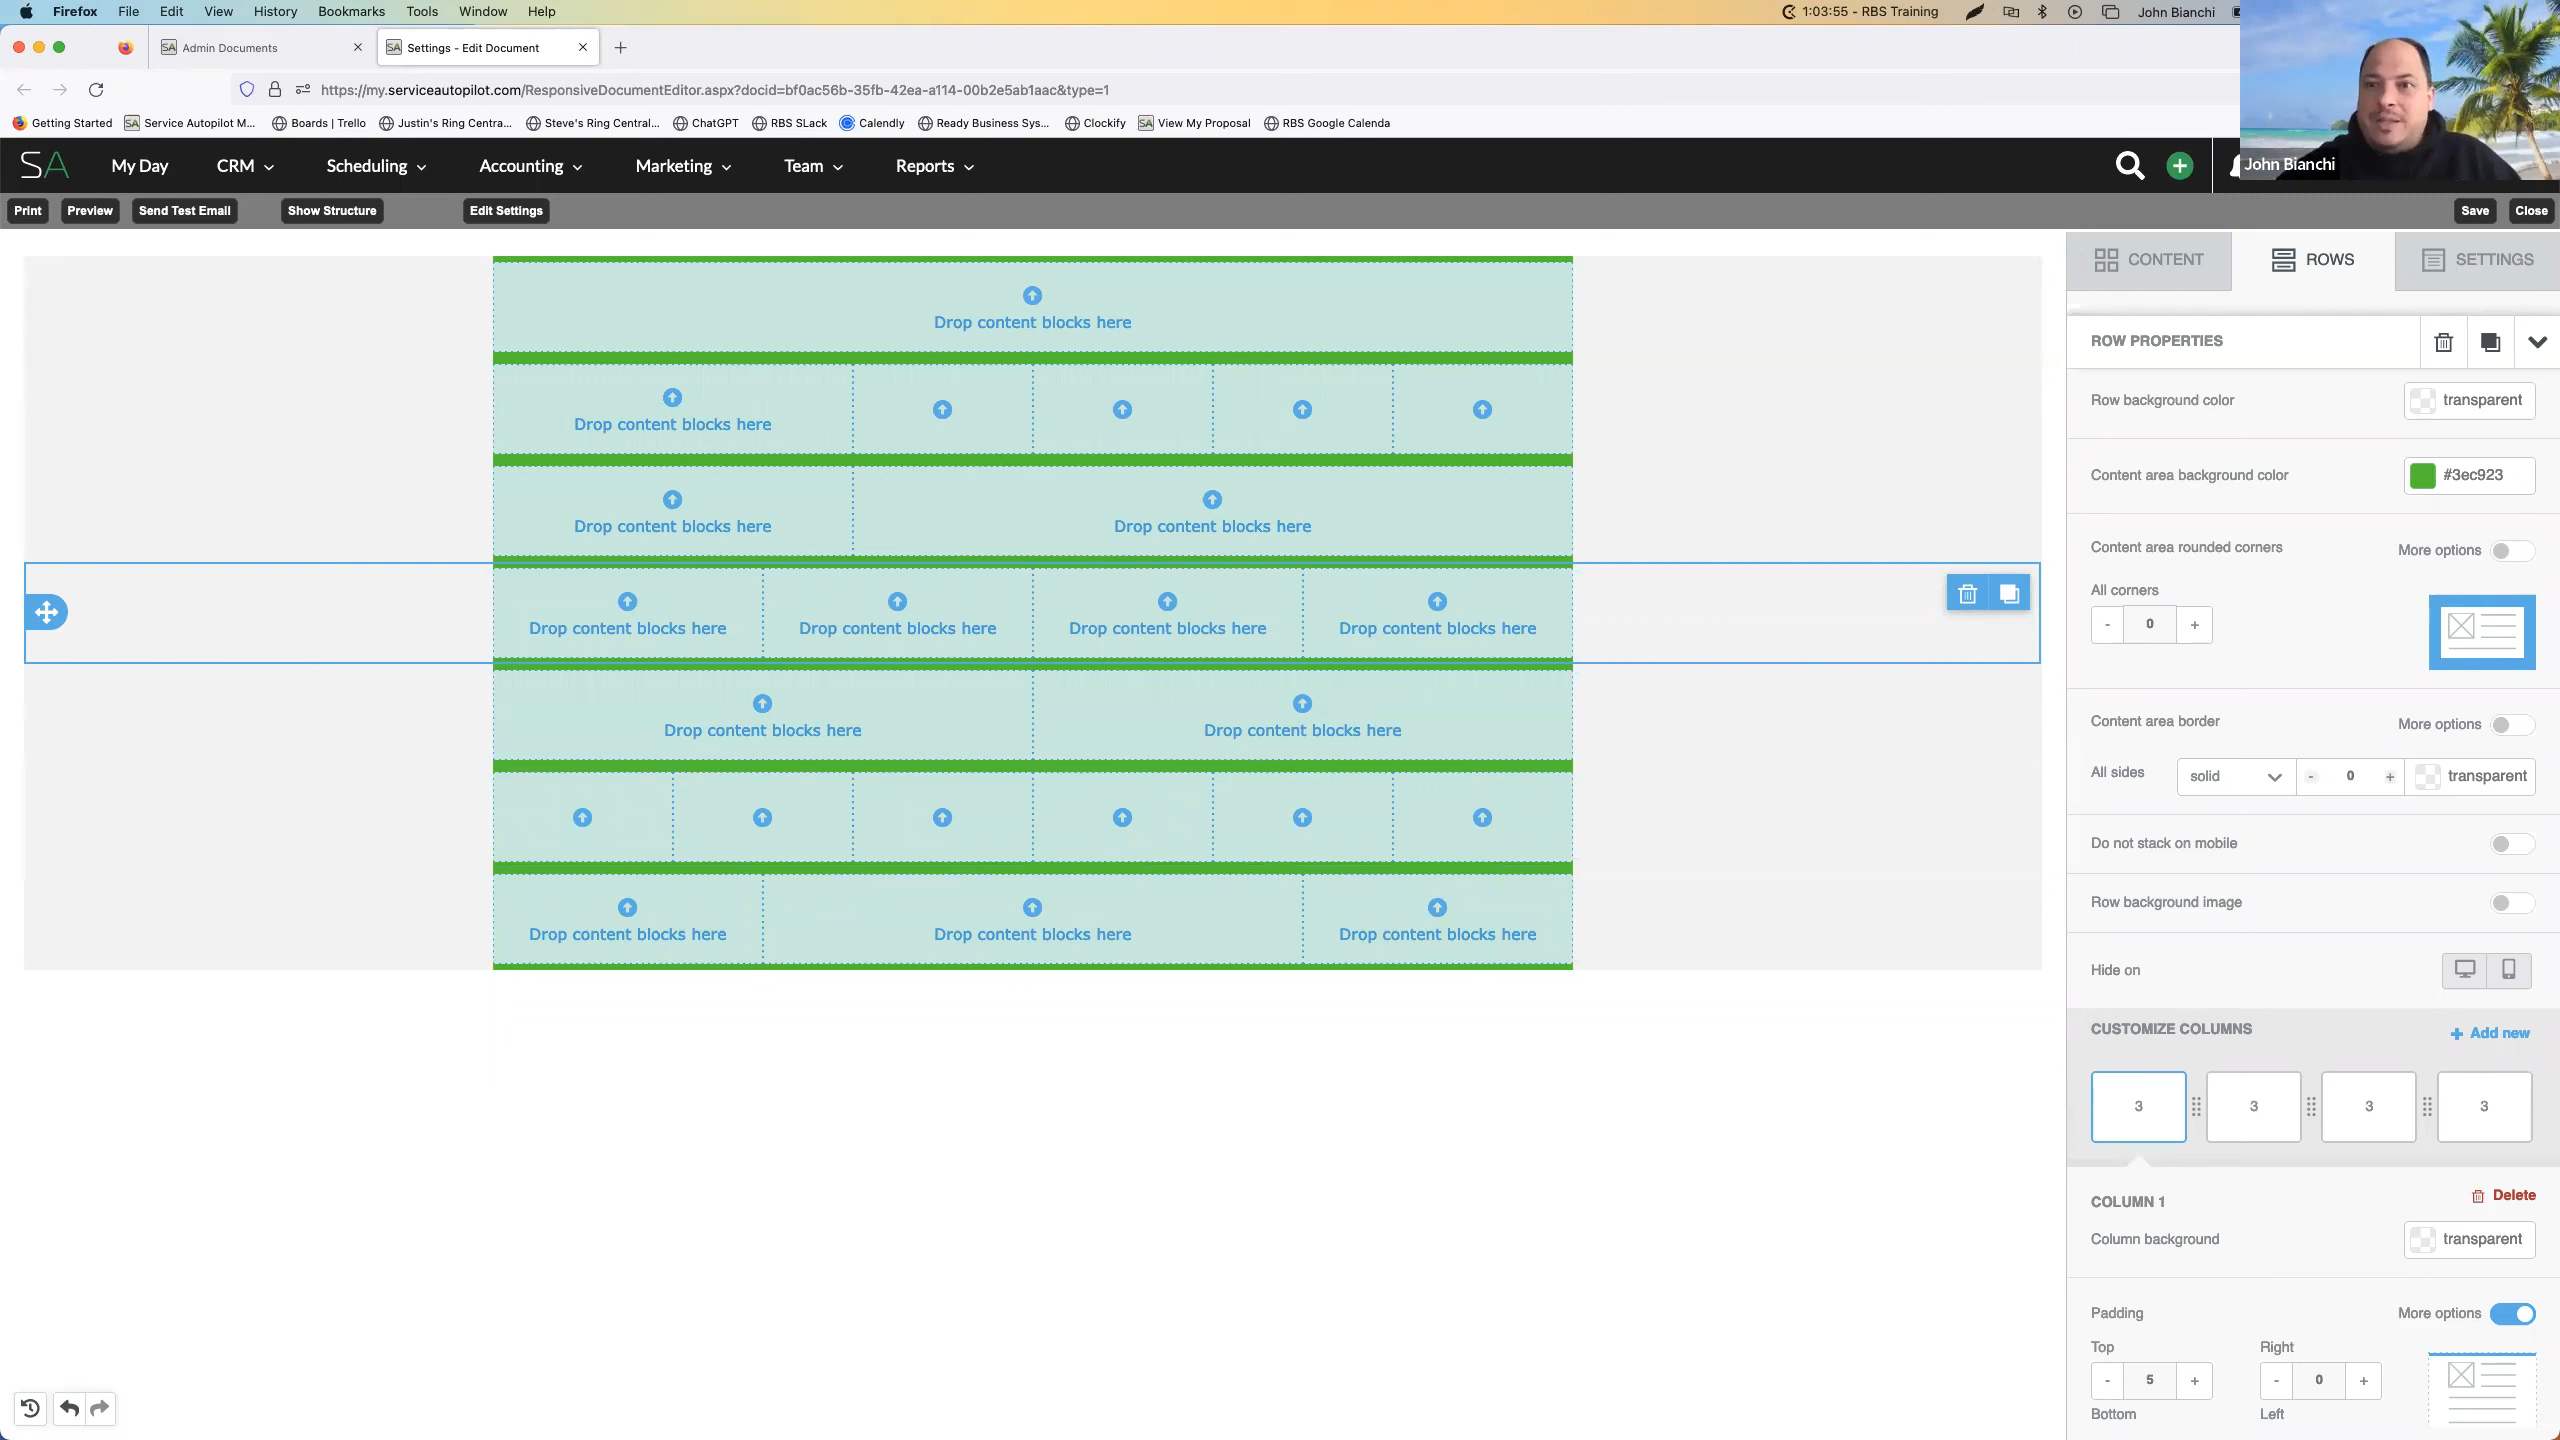 Firefox File Edit View History Bookmarks Tools Window Help 1:03:55 - RBS Training John Bianchi
SA Admin Documents SA Settings - Edit Document
https://my.serviceautopilot.com/ResponsiveDocumentEditor.aspx?docid=bf0ac56b-35fb-42ea-a114-00b2e5ab1aac&type=1
Getting Started SA Service Autopilot M... Boards | Trello Justin's Ring Centra... Steve's Ring Central... ChatGPT RBS SLack Calendly Ready Business Sys... Clockify SA View My Proposal RBS Google Calenda
SA My Day CRM Scheduling Accounting Marketing Team Reports
John Bianchi
Print Preview Send Test Email Show Structure Edit Settings Save Close
CONTENT ROWS SETTINGS
Drop content blocks here
Drop content blocks here
Drop content blocks here Drop content blocks here
Drop content blocks here Drop content blocks here Drop content blocks here Drop content blocks here
Drop content blocks here Drop content blocks here
Drop content blocks here Drop content blocks here Drop content blocks here
ROW PROPERTIES
Row background color transparent
Content area background color #3ec923
Content area rounded corners More options
All corners
- 0 +
Content area border More options
All sides solid - 0 + transparent
Do not stack on mobile
Row background image
Hide on
CUSTOMIZE COLUMNS + Add new
3 3 3 3
COLUMN 1 Delete
Column background transparent
Padding More options
Top Right
- 5 + - 0 +
Bottom Left